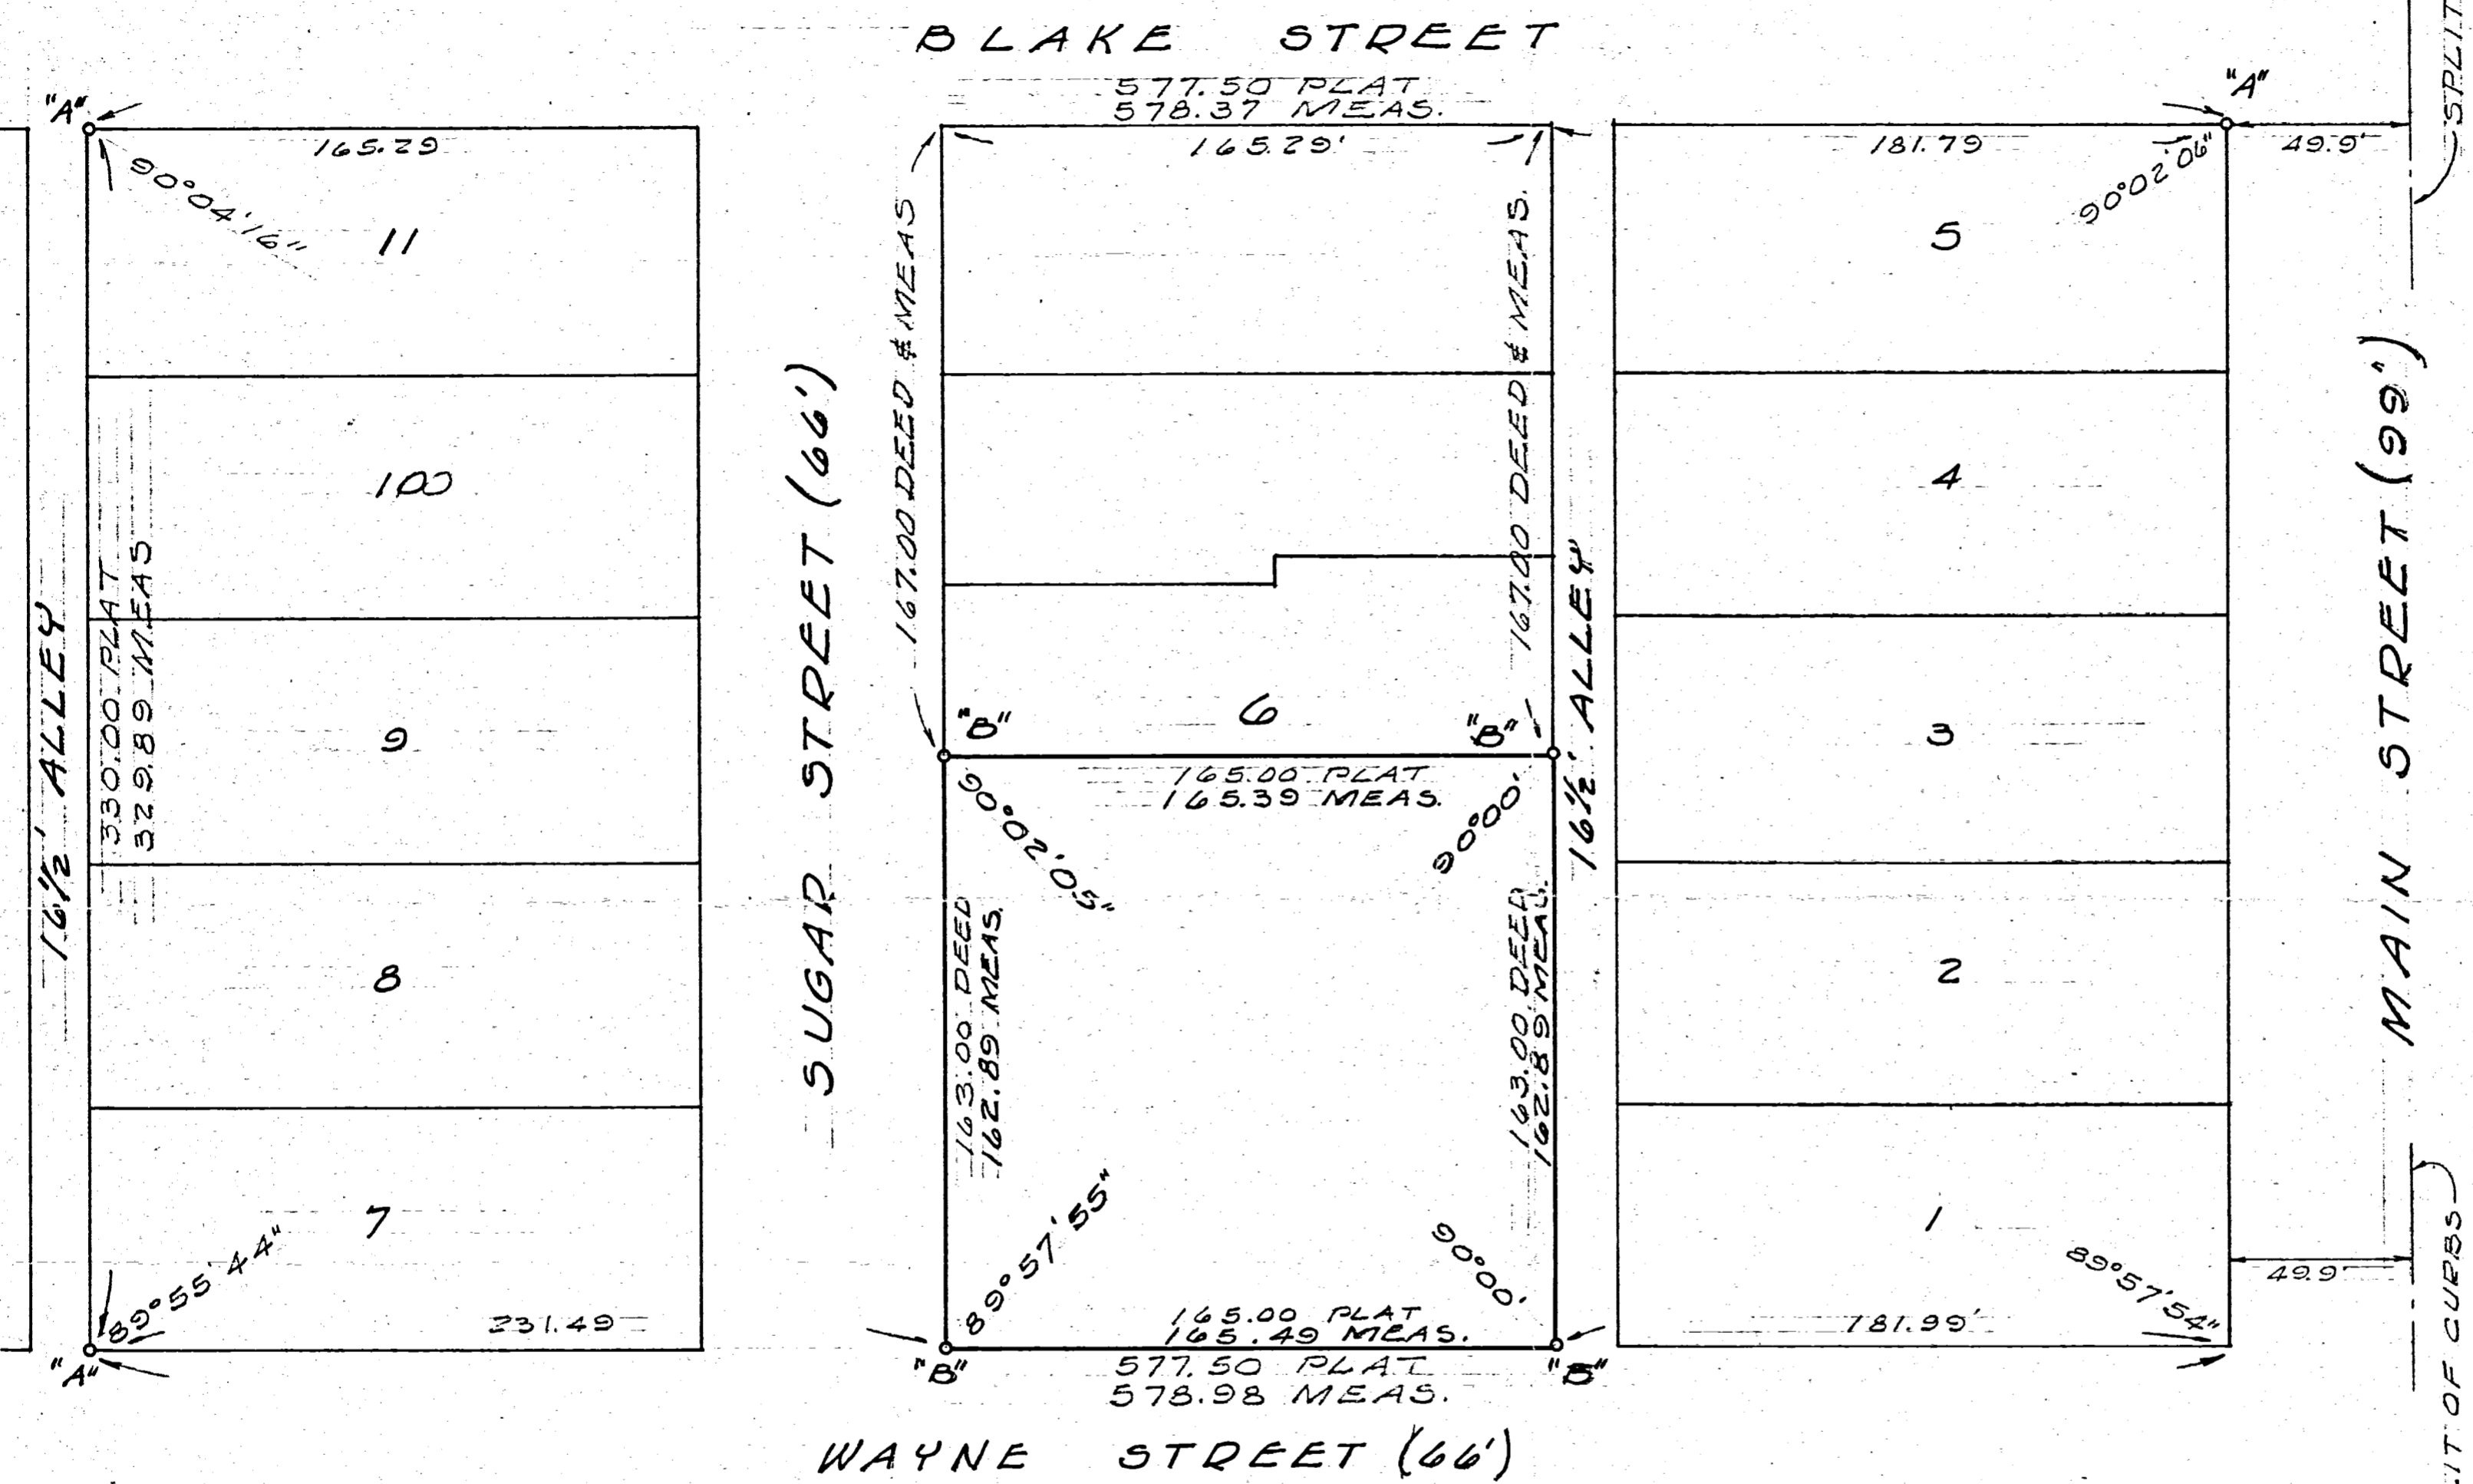 BLAKE STREET
577.50 PLAT
578.37 MEAS.
"A"
165.29
90°04'16"
11
100
9
8
7
330.00 PLAT
329.89 MEAS
16½' ALLEY
89°55'44"
231.49
"A"
SUGAR STREET (66')
165.29'
167.00 DEED & MEAS
167.00 DEED & MEAS.
6
"B"
"B"
165.00 PLAT
165.39 MEAS.
90°02'05"
90°00'
163.00 DEED
162.89 MEAS.
163.00 DEED
162.89 MEAS.
89°57'55"
90°00'
165.00 PLAT
165.49 MEAS.
"B"
"B"
577.50 PLAT
578.98 MEAS.
WAYNE STREET (66')
16½' ALLEY
"A"
181.79
90°02'06"
49.9'
5
4
3
2
1
89°57'54"
181.99'
49.9'
MAIN STREET (99')
SPLIT
IT OF CURBS